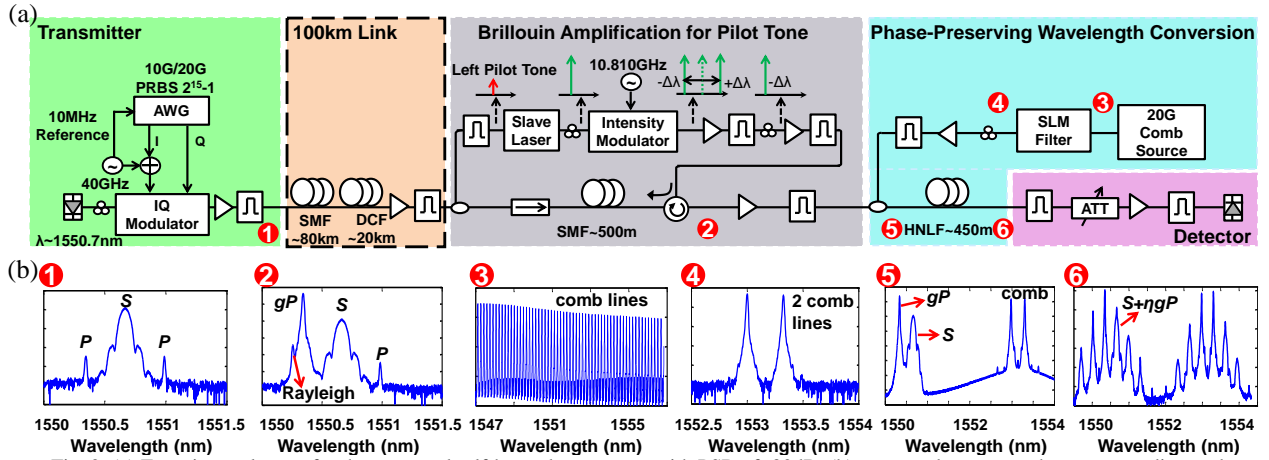 (a)
Transmitter
10G/20G
PRBS 2^15-1
AWG
10MHz
Reference
I
Q
~
40GHz
IQ
Modulator
λ~1550.7nm
1
100km Link
SMF
~80km
DCF
~20km
Brillouin Amplification for Pilot Tone
Left Pilot Tone
10.810GHz
~
-Δλ
+Δλ
-Δλ
Slave
Laser
Intensity
Modulator
SMF~500m
2
Phase-Preserving Wavelength Conversion
4
3
SLM
Filter
20G
Comb
Source
5
HNLF~450m
6
ATT
Detector
(b)
1
S
P
P
1550 1550.5 1551 1551.5
Wavelength (nm)
2
gP
S
P
Rayleigh
1550 1550.5 1551 1551.5
Wavelength (nm)
3
comb lines
1547 1551 1555
Wavelength (nm)
4
2 comb
lines
1552.5 1553 1553.5 1554
Wavelength (nm)
5
gP
S
comb
1550 1552 1554
Wavelength (nm)
6
S+ηgP
1550 1552 1554
Wavelength (nm)